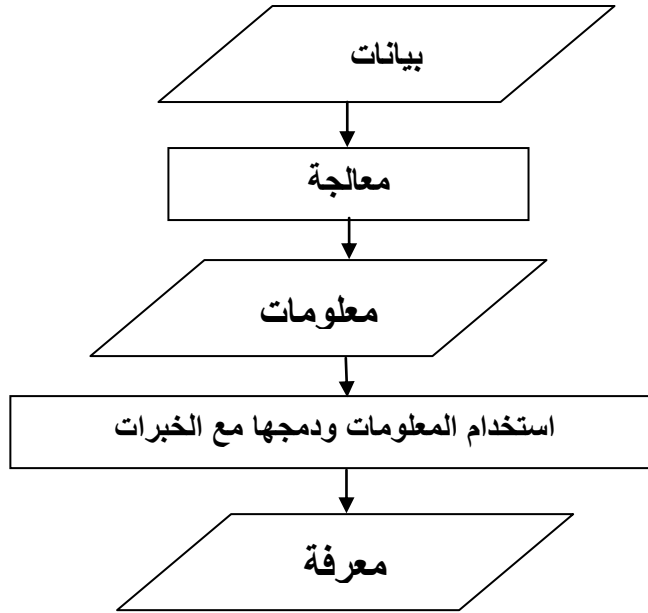 بيانات
معالجة
معلومات
استخدام المعلومات ودمجها مع الخبرات
معرفة